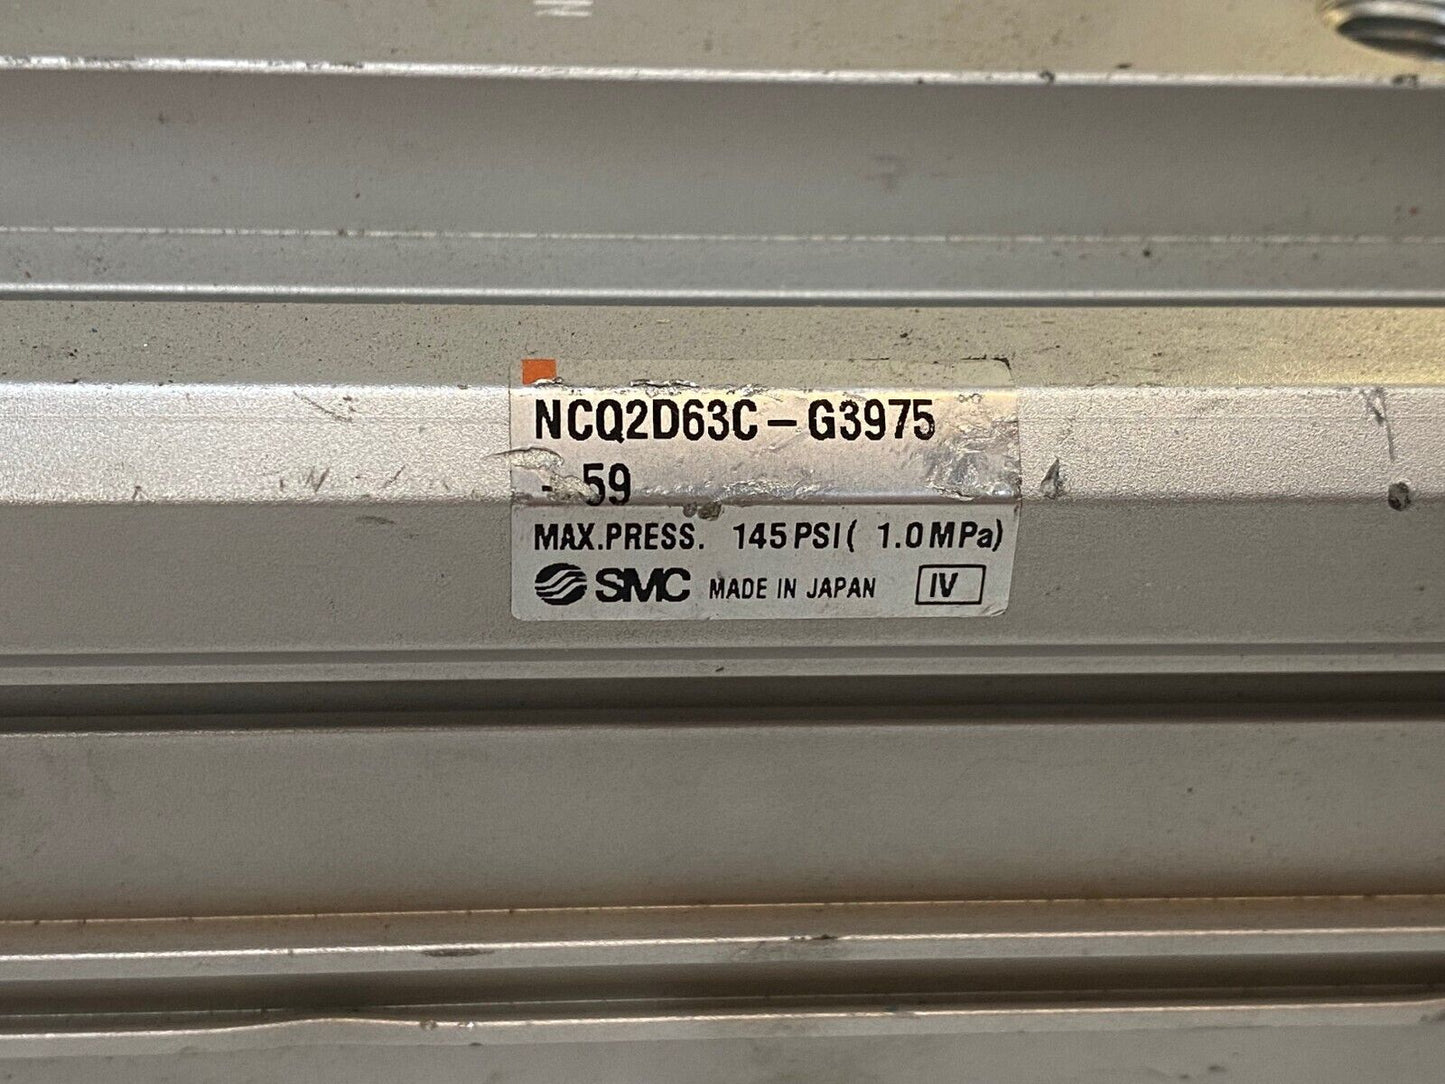 NCQ2D63C-G3975
- 59
MAX.PRESS. 145PSI( 1.0MPa)
SMC MADE IN JAPAN IV